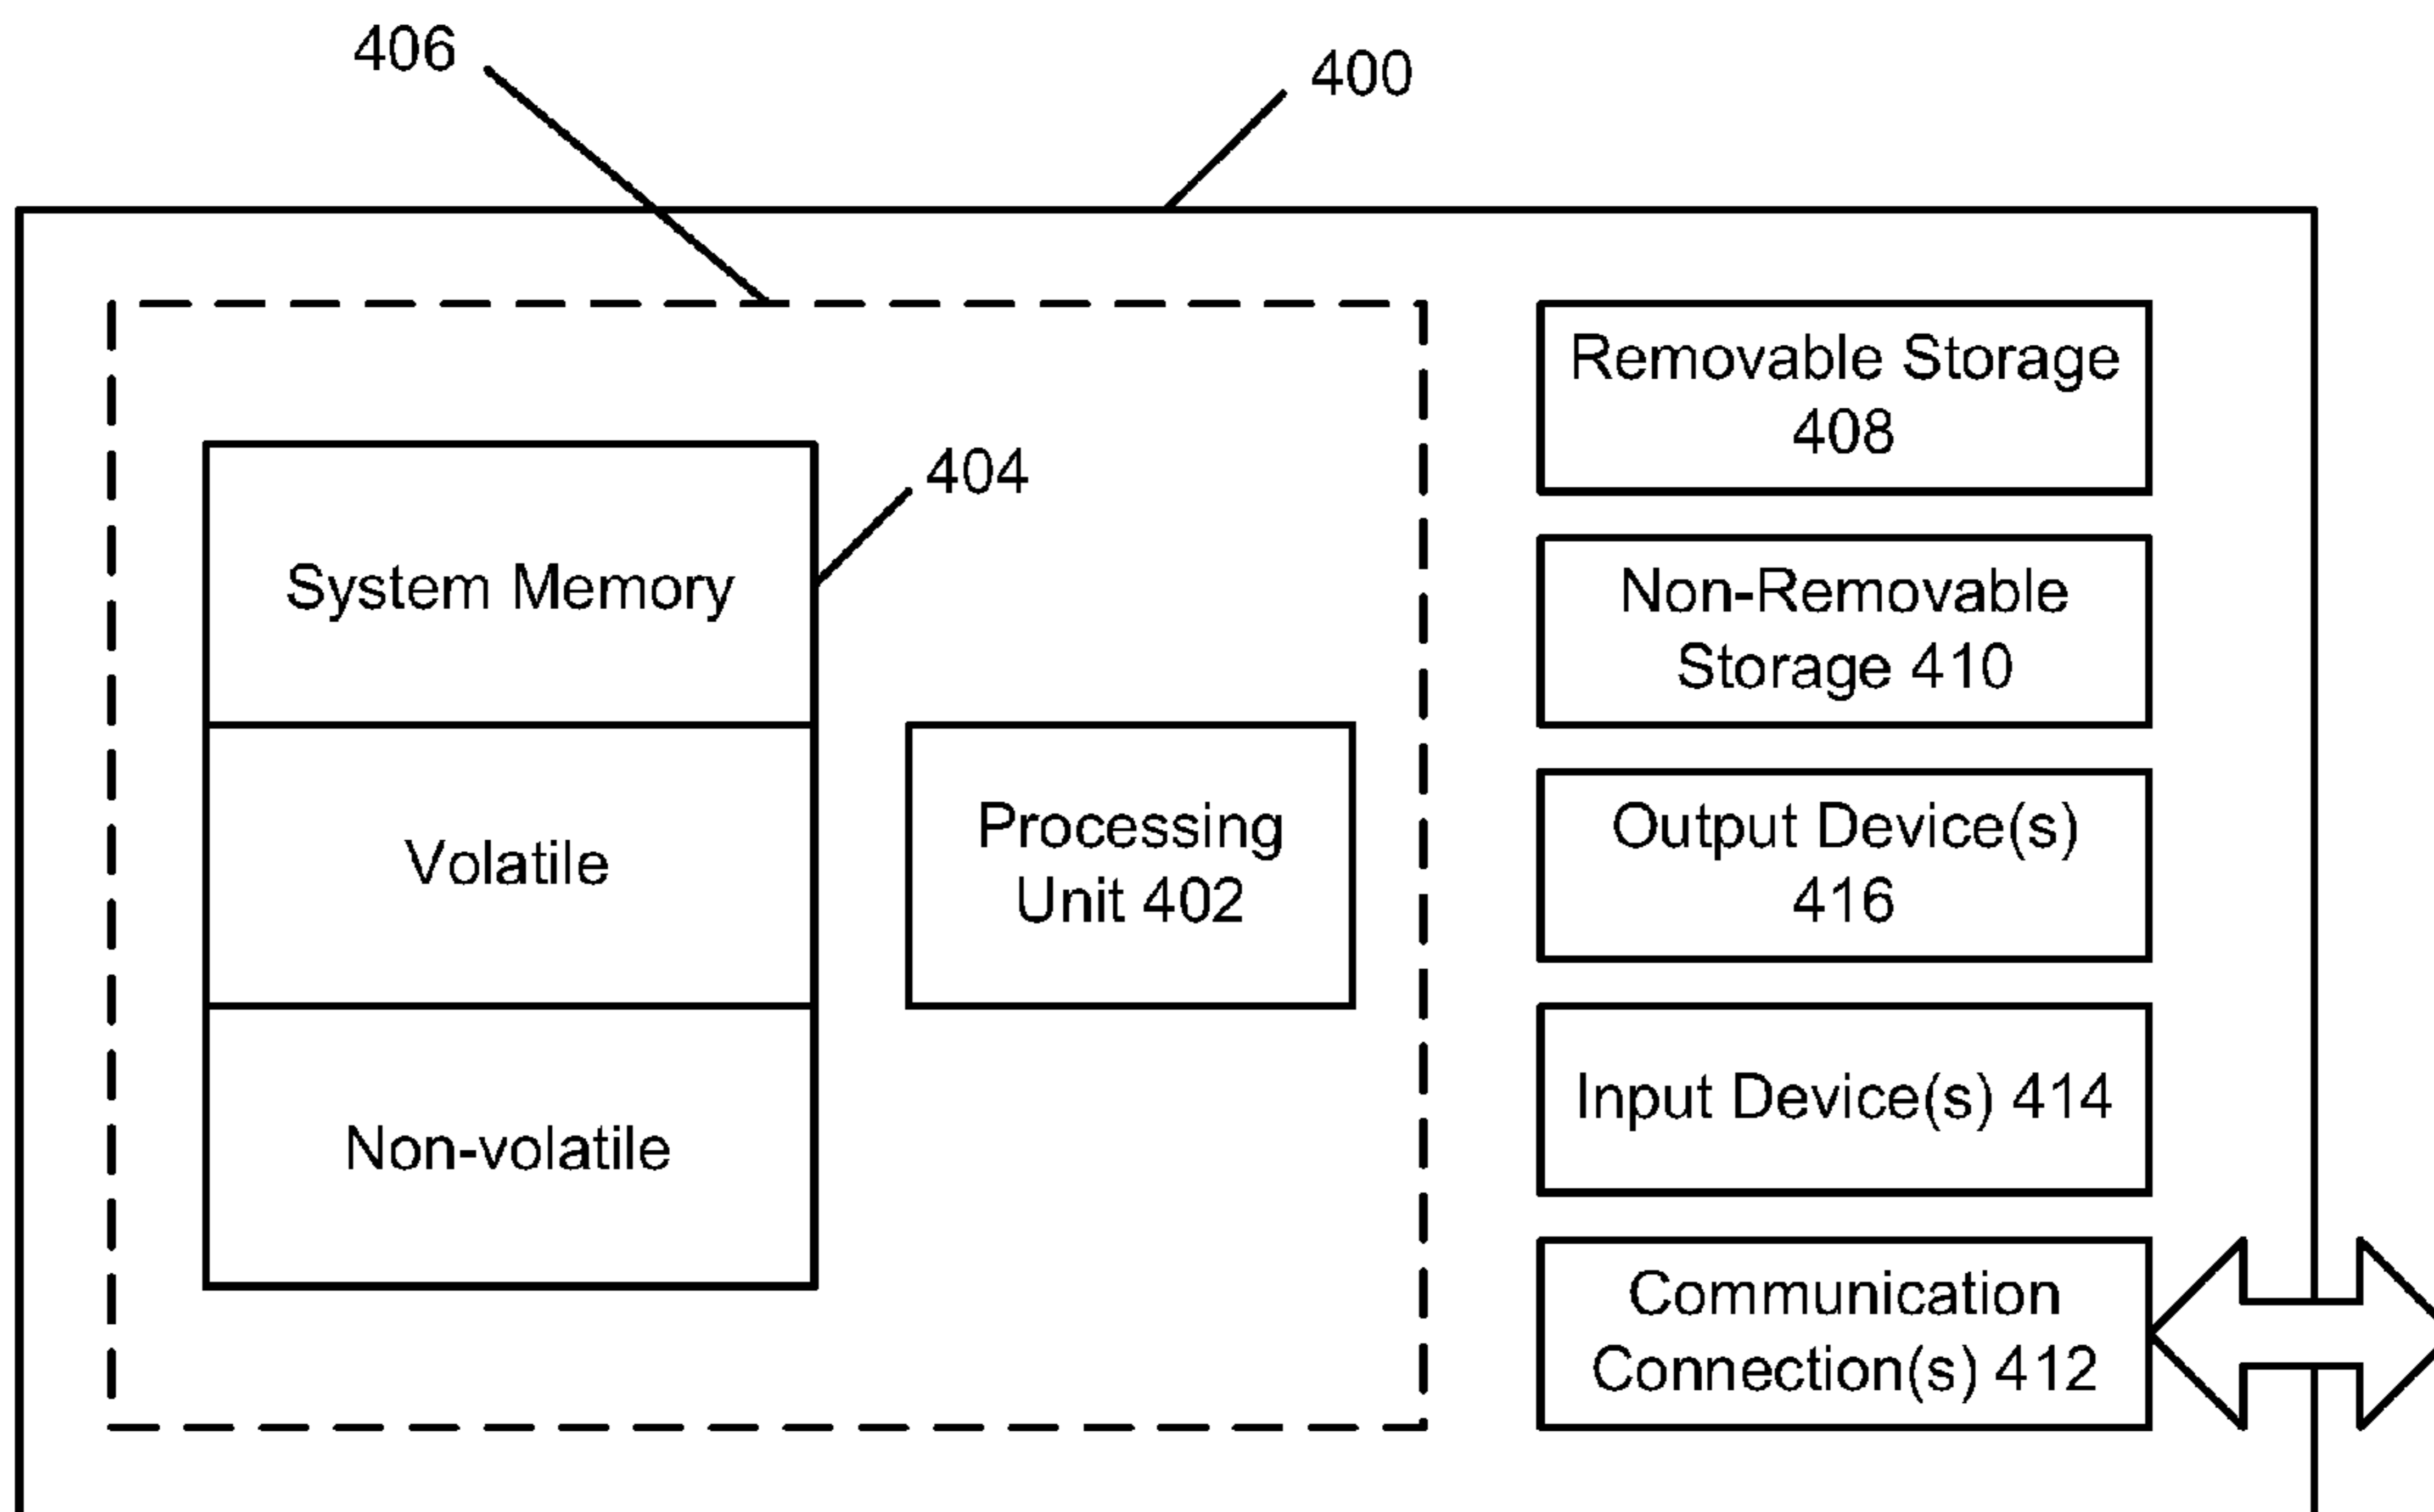 406
400
404
System Memory
Volatile
Non-volatile
Processing
Unit 402
Removable Storage
408
Non-Removable
Storage 410
Output Device(s)
416
Input Device(s) 414
Communication
Connection(s) 412